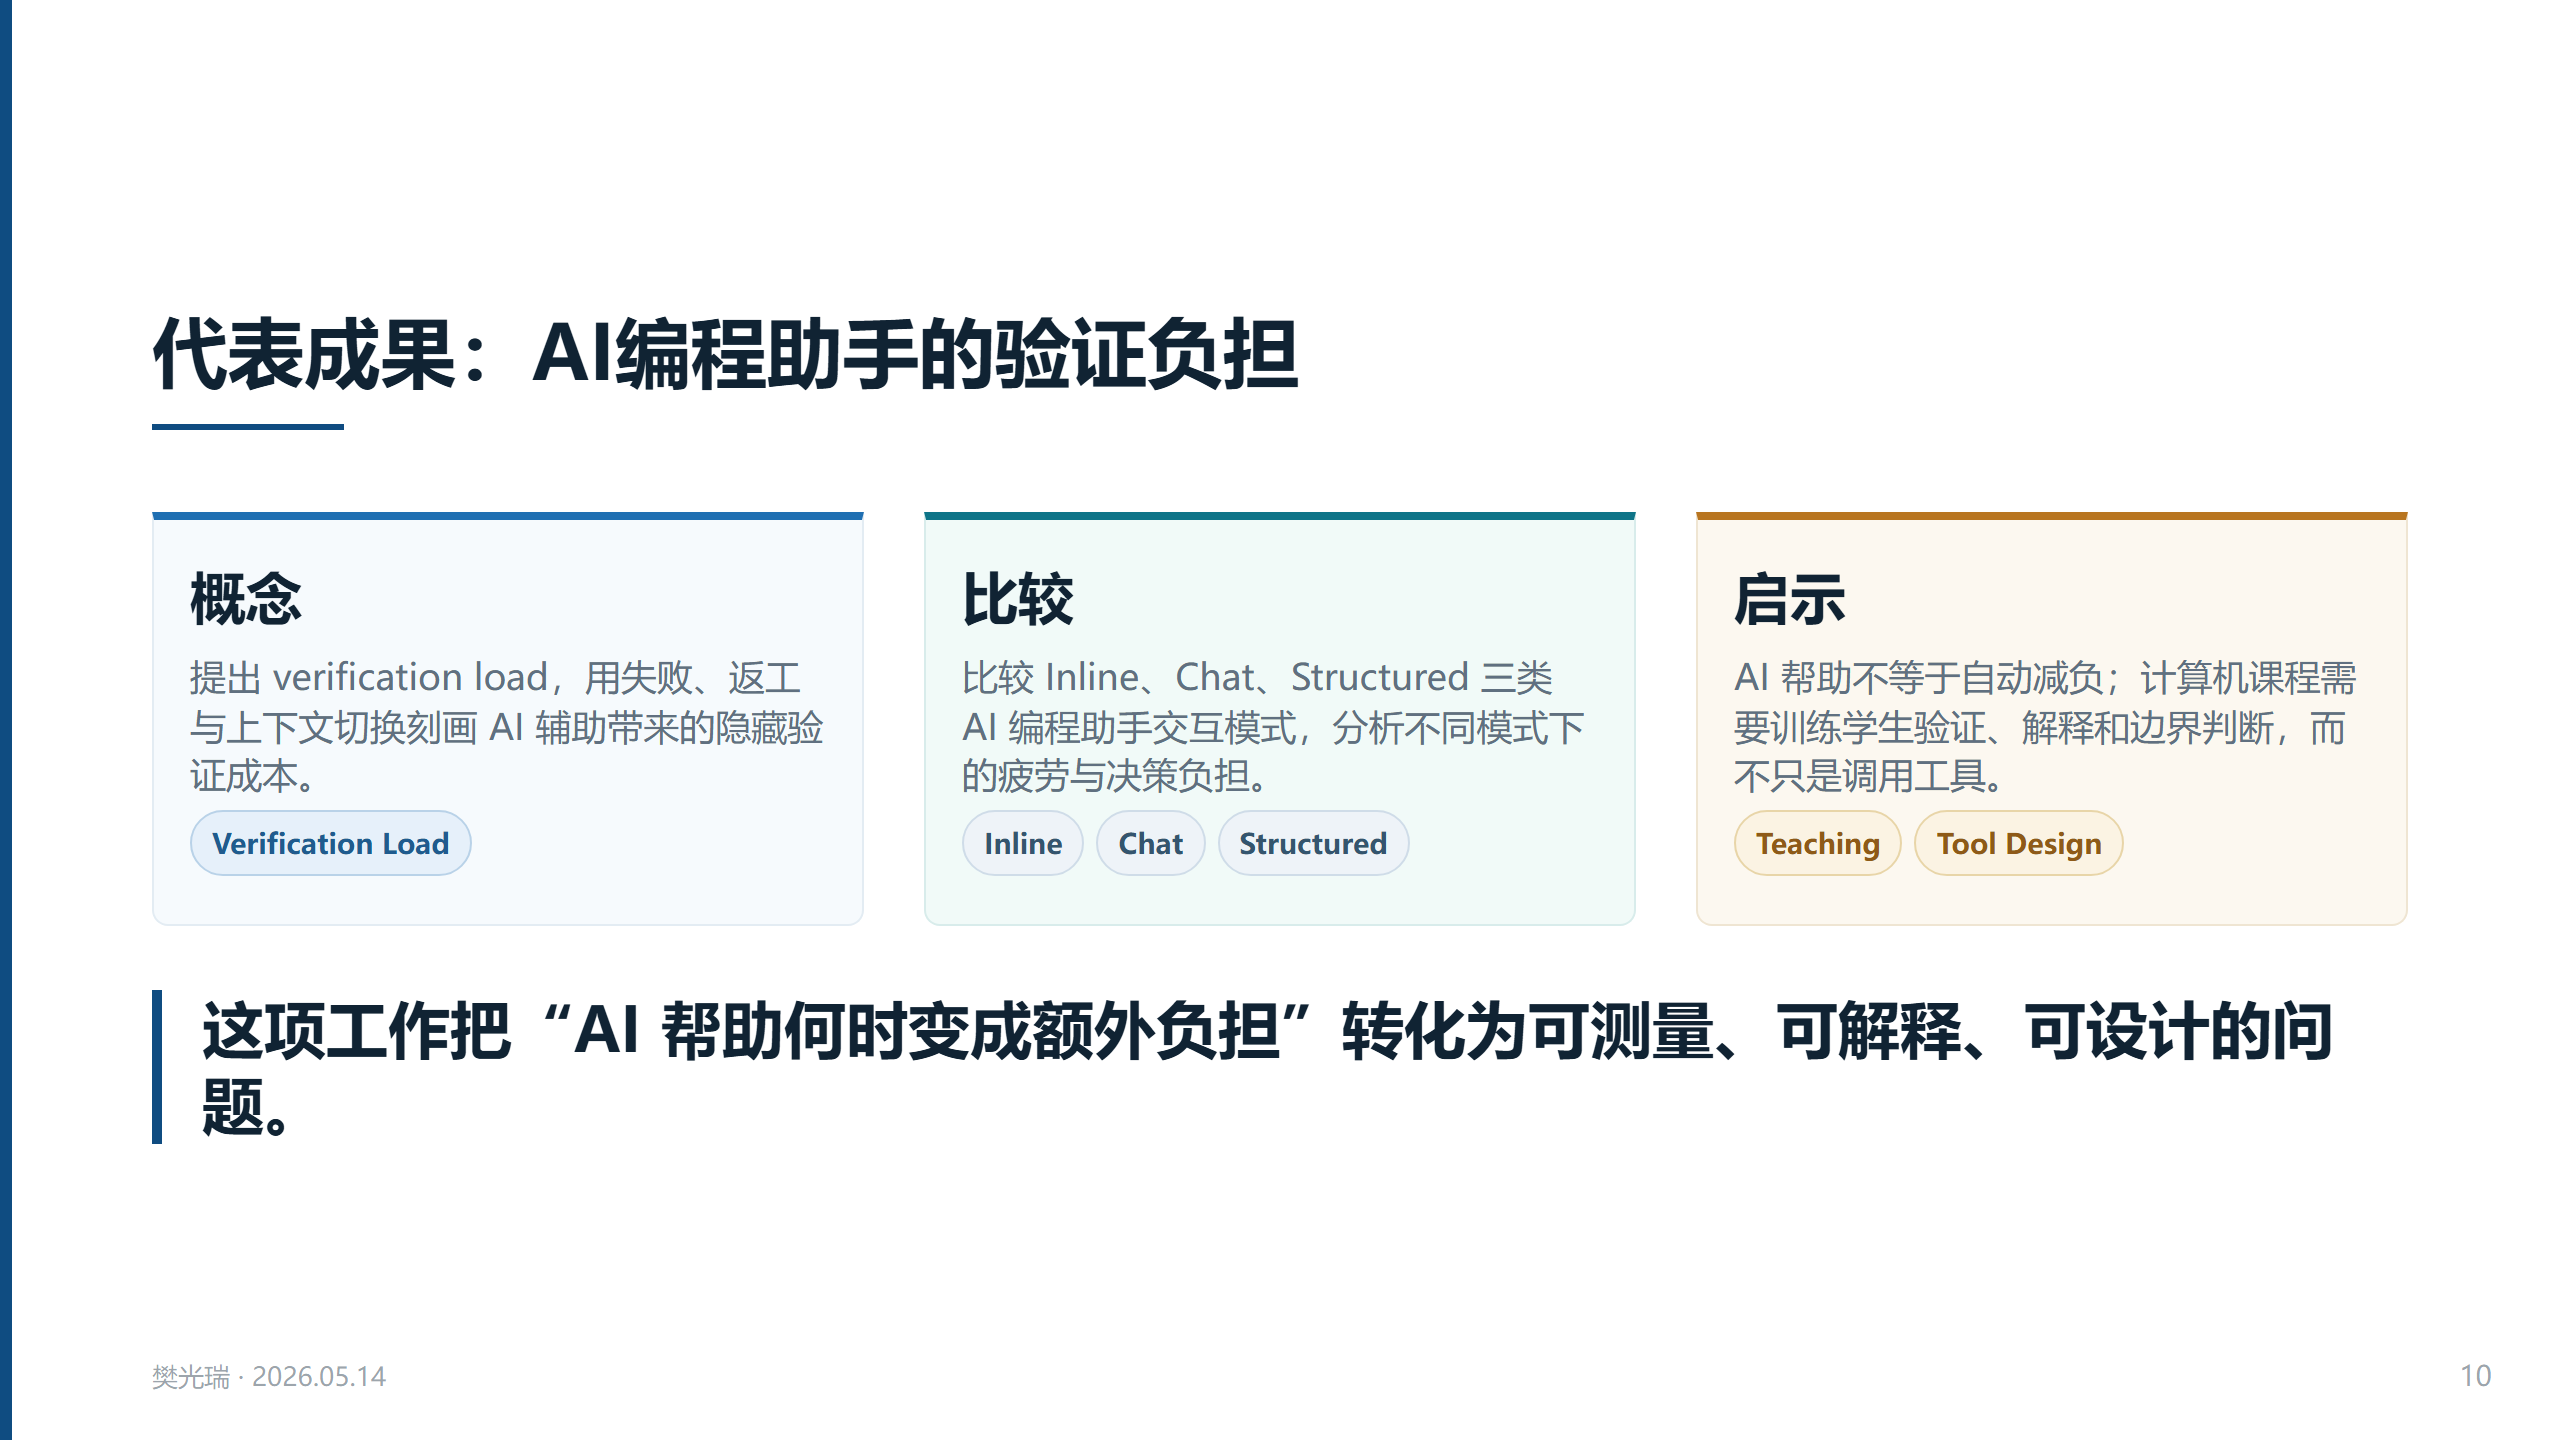 代表成果：AI编程助手的验证负担
概念
提出 verification load，用失败、返工
与上下文切换刻画 AI 辅助带来的隐藏验
证成本。
Verification Load
比较
比较 Inline、Chat、Structured 三类
AI 编程助手交互模式，分析不同模式下
的疲劳与决策负担。
Inline Chat Structured
启示
AI 帮助不等于自动减负；计算机课程需
要训练学生验证、解释和边界判断，而
不只是调用工具。
Teaching Tool Design
这项工作把“AI 帮助何时变成额外负担”转化为可测量、可解释、可设计的问
题。
樊光瑞 · 2026.05.14
10